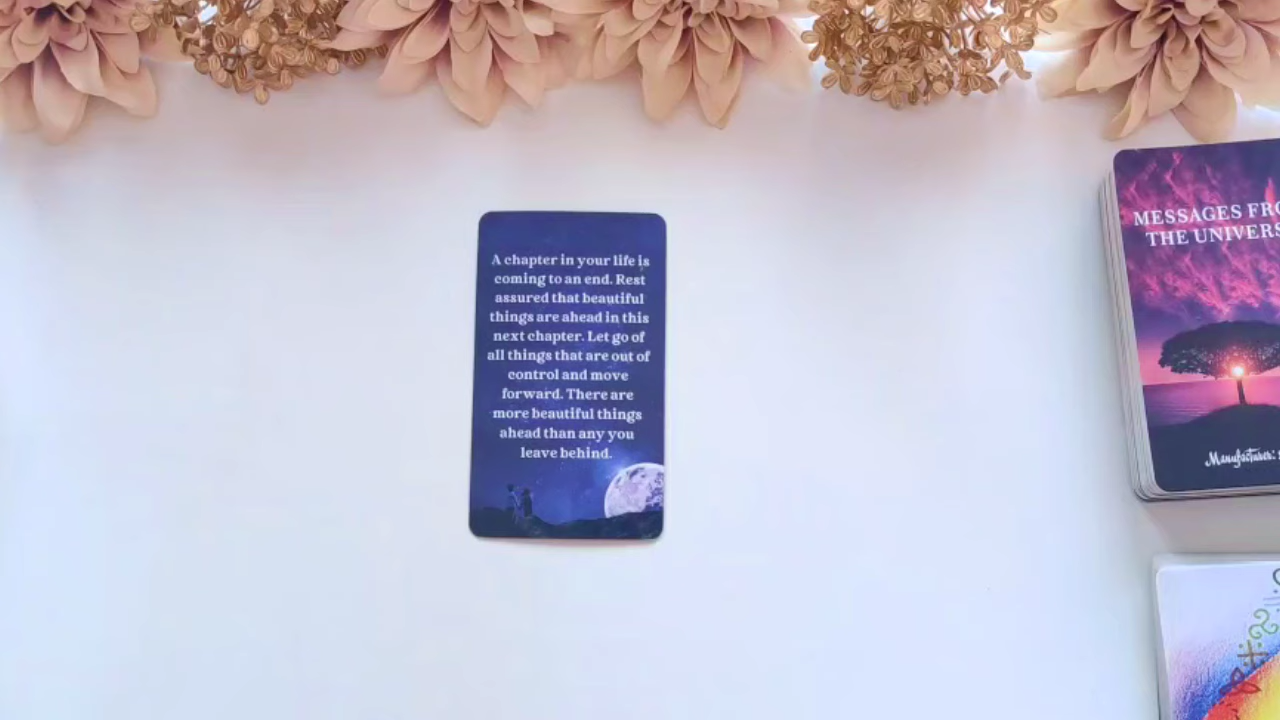 A chapter in your life is
coming to an end. Rest
assured that beautiful
things are ahead in this
next chapter. Let go of
all things that are out of
control and move
forward. There are
more beautiful things
ahead than any you
leave behind.
MESSAGES FRO
THE UNIVERS
Manufacturer: